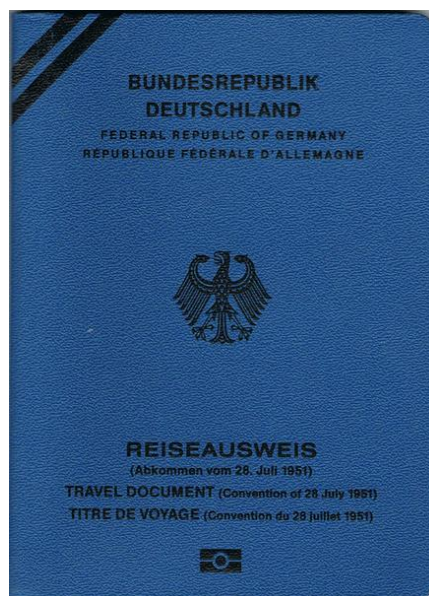 BUNDESREPUBLIK
DEUTSCHLAND
FEDERAL REPUBLIC OF GERMANY
RÉPUBLIQUE FÉDÉRALE D'ALLEMAGNE
REISEAUSWEIS
(Abkommen vom 28. Juli 1951)
TRAVEL DOCUMENT (Convention of 28 July 1951)
TITRE DE VOYAGE (Convention du 28 juillet 1951)